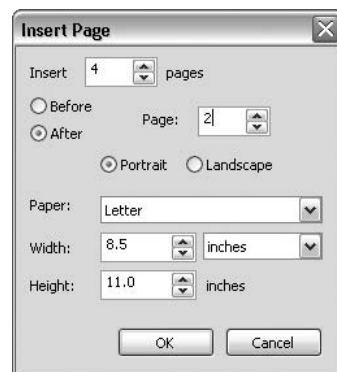 Insert Page
Insert 4 pages
Before
After
Page: 2
Portrait Landscape
Paper: Letter
Width: 8.5 inches
Height: 11.0 inches
OK Cancel